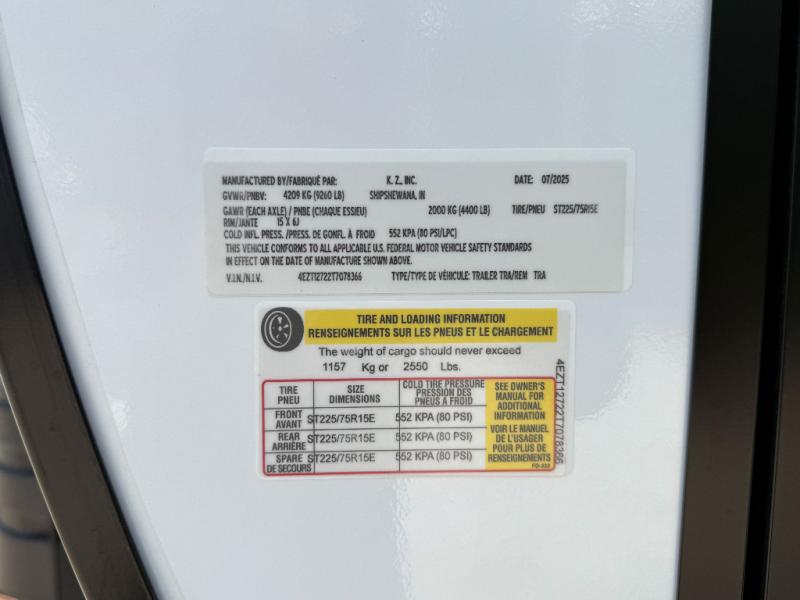 MANUFACTURED BY/FABRIQUÉ PAR: K. Z., INC. DATE: 07/2025
GVWR/PNBV: 4209 KG (9260 LB) SHIPSHEWANA, IN
GAWR (EACH AXLE) / PNBE (CHAQUE ESSIEU) 2000 KG (4400 LB) TIRE/PNEU ST225/75R15E
RIM/JANTE 15 X 6J
COLD INFL. PRESS. /PRESS. DE GONFL. À FROID 552 KPA (80 PSI/LPC)
THIS VEHICLE CONFORMS TO ALL APPLICABLE U.S. FEDERAL MOTOR VEHICLE SAFETY STANDARDS
IN EFFECT ON THE DATE OF MANUFACTURE SHOWN ABOVE.
V.I.N./N.I.V. 4EZT12722T7078366 TYPE/TYPE DE VÉHICULE: TRAILER TRA/REM TRA
TIRE AND LOADING INFORMATION
RENSEIGNEMENTS SUR LES PNEUS ET LE CHARGEMENT
The weight of cargo should never exceed
1157 Kg or 2550 Lbs.
TIRE
PNEU
SIZE
DIMENSIONS
COLD TIRE PRESSURE
PRESSION DES
PNEUS A FROID
FRONT
AVANT
ST225/75R15E
552 KPA (80 PSI)
REAR
ARRIÈRE
ST225/75R15E
552 KPA (80 PSI)
SPARE
DE SECOURS
ST225/75R15E
552 KPA (80 PSI)
SEE OWNER'S
MANUAL FOR
ADDITIONAL
INFORMATION
VOIR LE MANUEL
DE L'USAGER
POUR PLUS DE
RENSEIGNEMENTS
4EZT12722T7078366